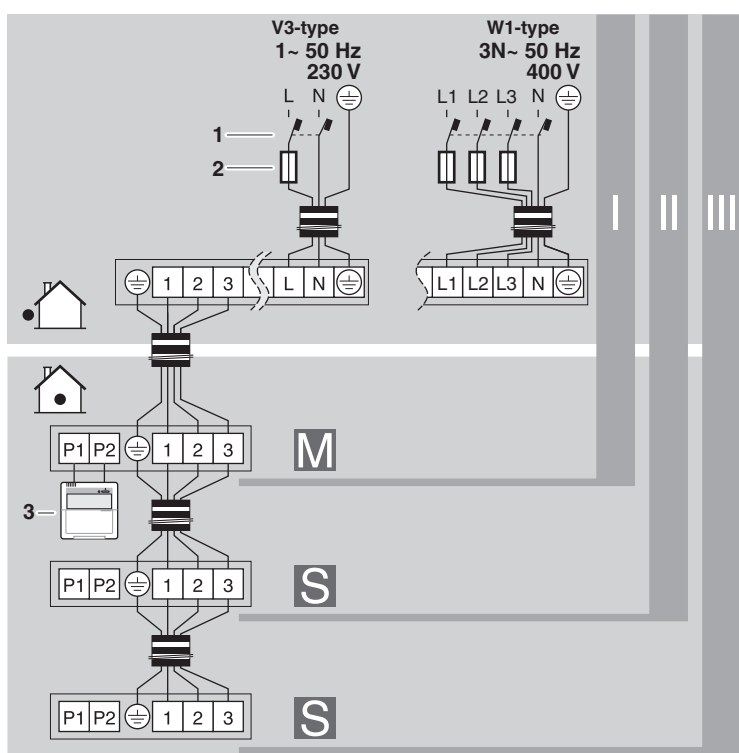 V3-type W1-type
1~ 50 Hz 3N~ 50 Hz
230 V 400 V
L N L1 L2 L3 N
1
2
I II III
1 2 3 L N L1 L2 L3 N
P1 P2 1 2 3 M
3
P1 P2 1 2 3 S
P1 P2 1 2 3 S